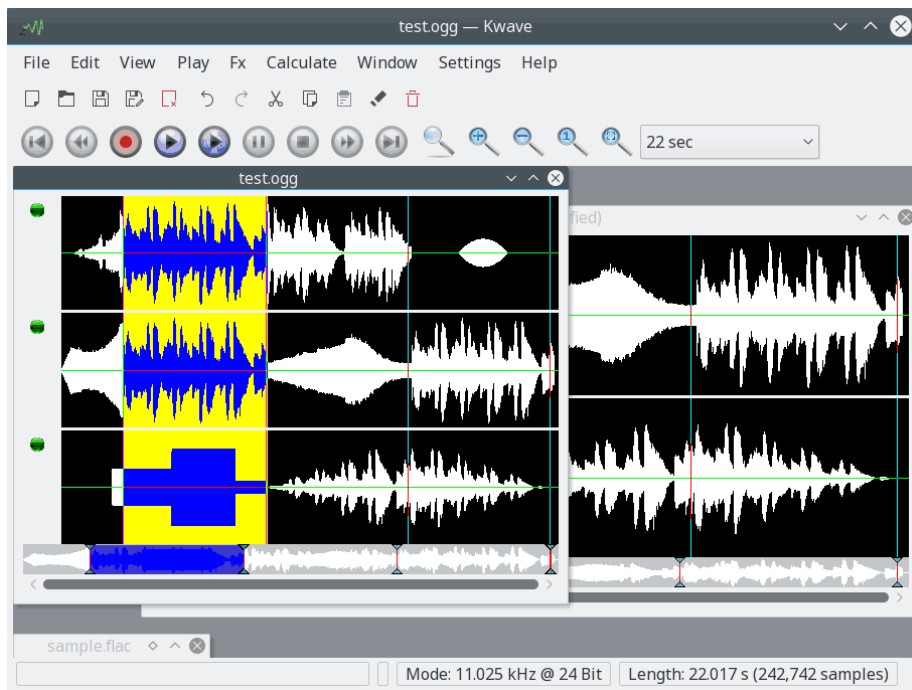 test.ogg — Kwave
File Edit View Play Fx Calculate Window Settings Help
1
22 sec
test.ogg
fied)
sample.flac
Mode: 11.025 kHz @ 24 Bit
Length: 22.017 s (242,742 samples)